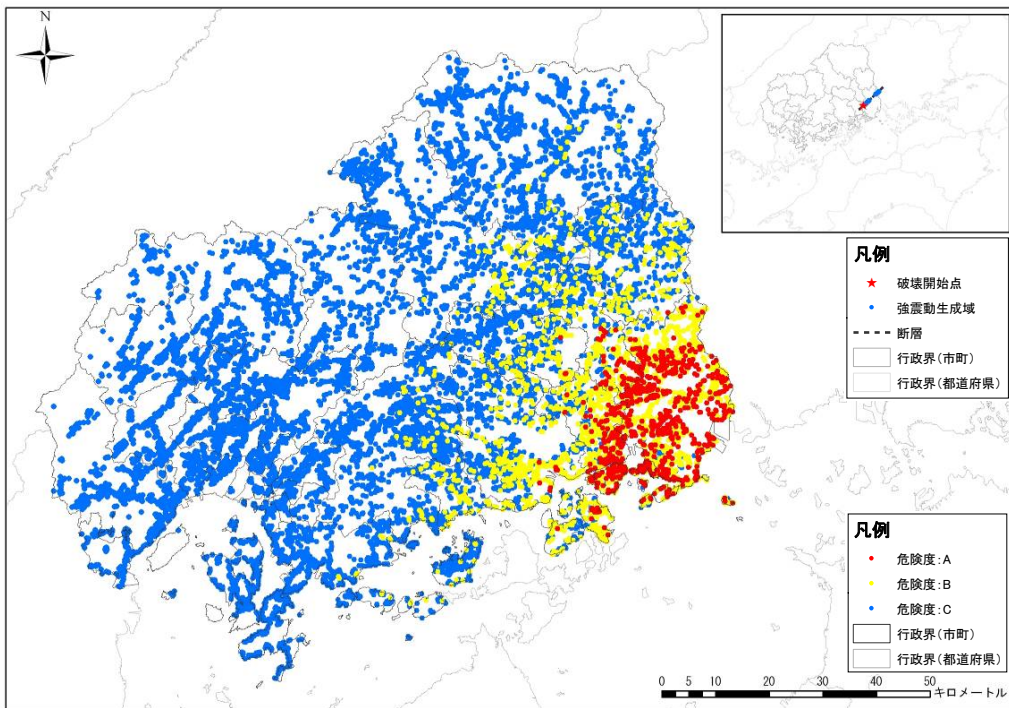 N
凡例
破壊開始点
強震動生成域
断層
行政界(市町)
行政界(都道府県)
凡例
危険度:A
危険度:B
危険度:C
行政界(市町)
行政界(都道府県)
0 5 10 20 30 40 50
キロメートル